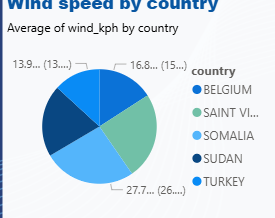 Wind speed by country
Average of wind_kph by country
13.9... (13....)
16.8... (15...)
27.7... (26....)
country
BELGIUM
SAINT VI...
SOMALIA
SUDAN
TURKEY